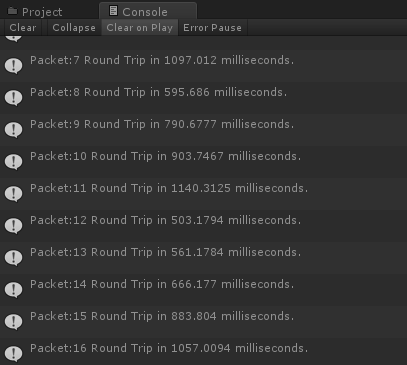 Project Console
Clear Collapse Clear on Play Error Pause
Packet:7 Round Trip in 1097.012 milliseconds.
Packet:8 Round Trip in 595.686 milliseconds.
Packet:9 Round Trip in 790.6777 milliseconds.
Packet:10 Round Trip in 903.7467 milliseconds.
Packet:11 Round Trip in 1140.3125 milliseconds.
Packet:12 Round Trip in 503.1794 milliseconds.
Packet:13 Round Trip in 561.1784 milliseconds.
Packet:14 Round Trip in 666.177 milliseconds.
Packet:15 Round Trip in 883.804 milliseconds.
Packet:16 Round Trip in 1057.0094 milliseconds.